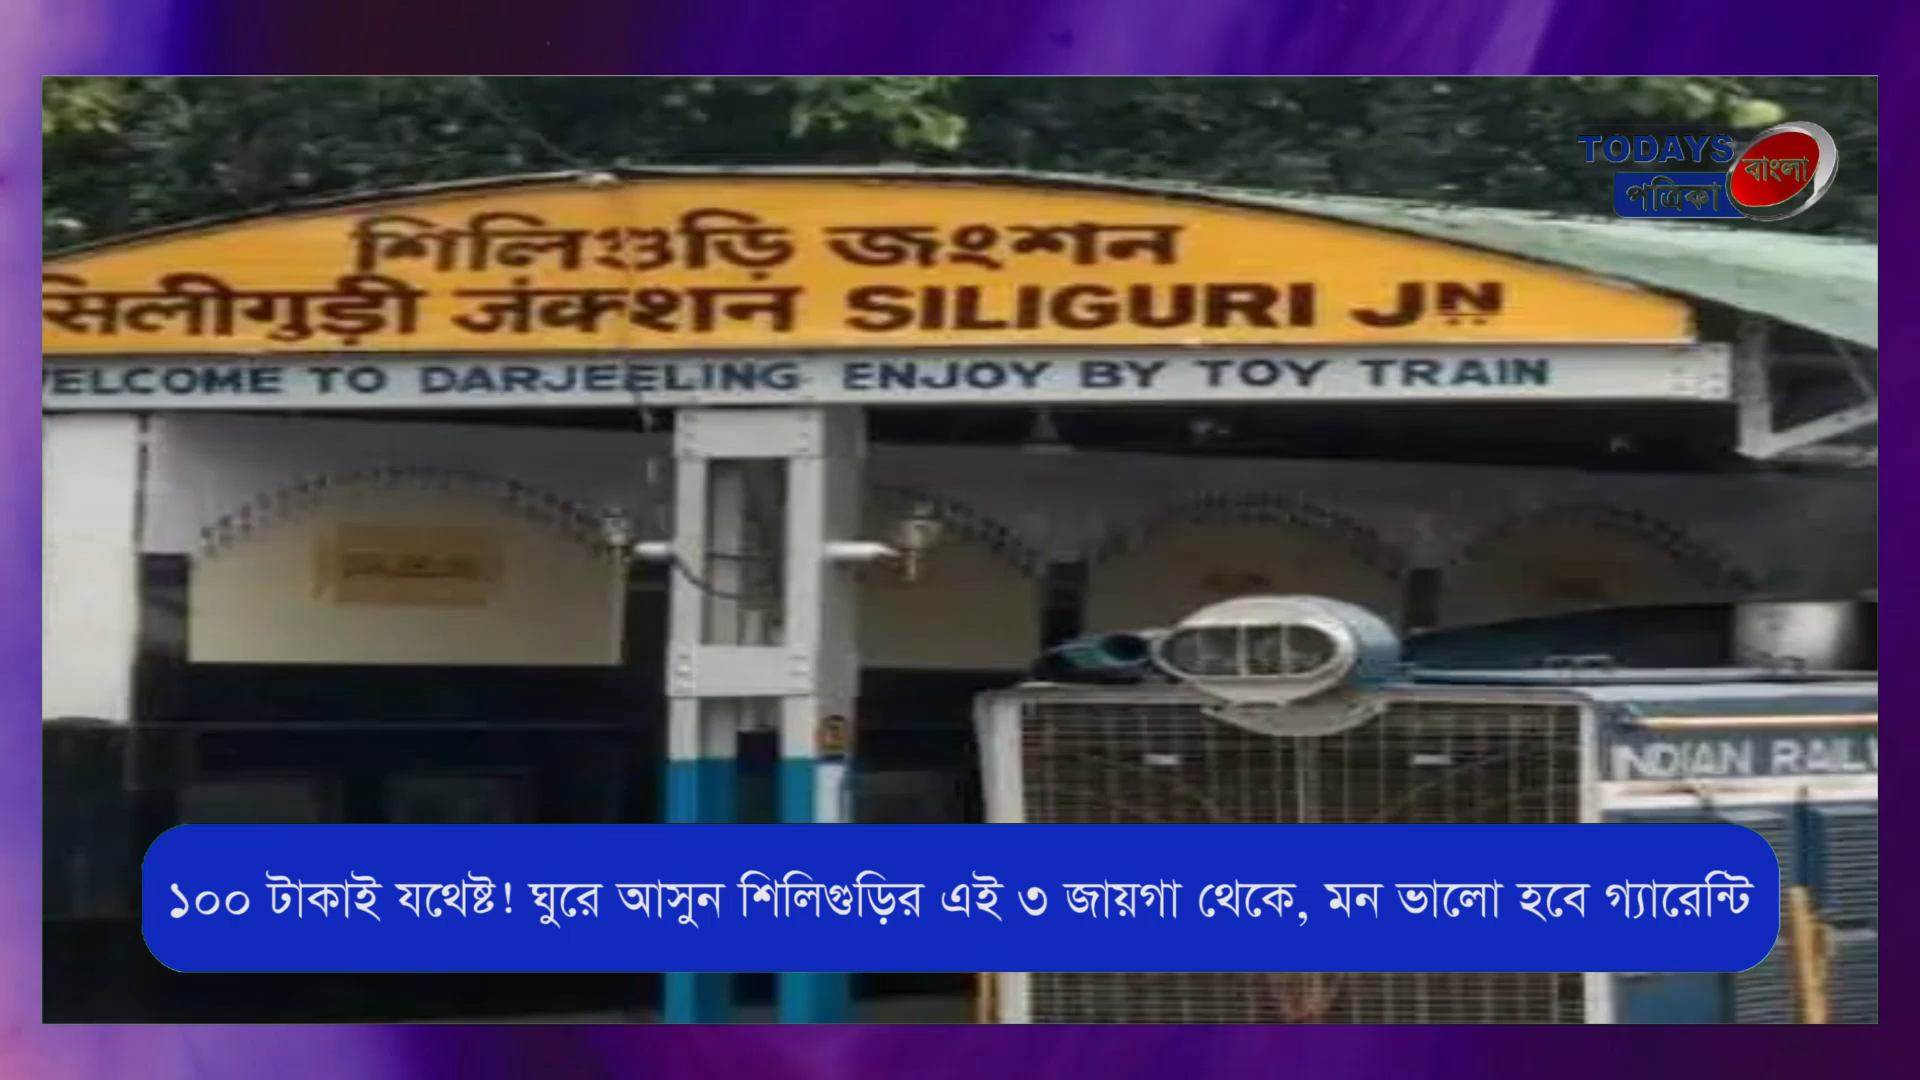 TODAYS
বাংলা
পত্রিকা
শিলিগুড়ি জংশন
सिलीगुड़ी जंक्शन SILIGURI JN
ELCOME TO DARJEELING ENJOY BY TOY TRAIN
INDIAN RAIL
১০০ টাকাই যথেষ্ট! ঘুরে আসুন শিলিগুড়ির এই ৩ জায়গা থেকে, মন ভালো হবে গ্যারেন্টি